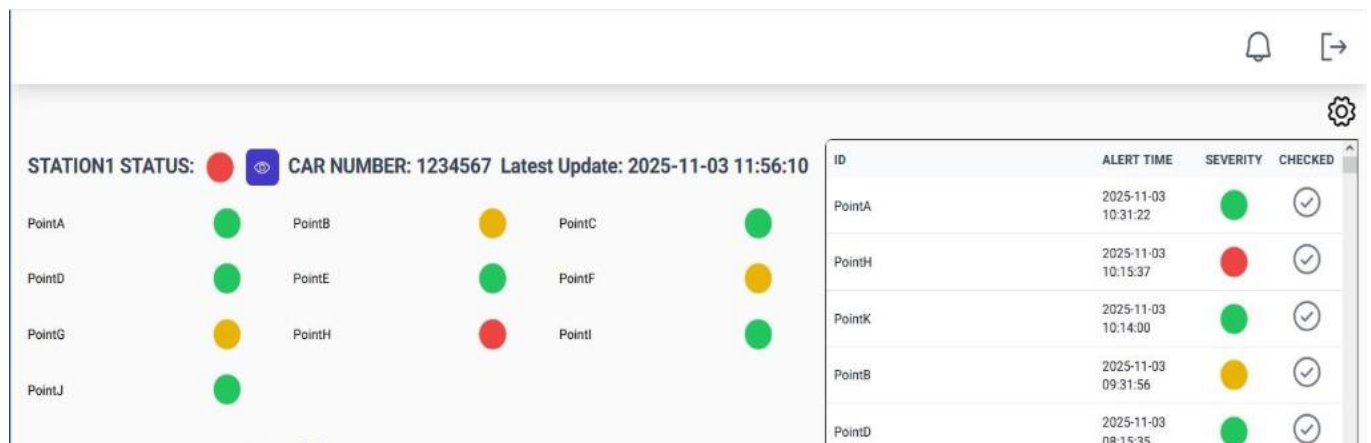 STATION1 STATUS: CAR NUMBER: 1234567 Latest Update: 2025-11-03 11:56:10
PointA PointB PointC
PointD PointE PointF
PointG PointH PointI
PointJ
ID ALERT TIME SEVERITY CHECKED
PointA 2025-11-03
10:31:22
PointH 2025-11-03
10:15:37
PointK 2025-11-03
10:14:00
PointB 2025-11-03
09:31:56
PointD 2025-11-03
08:15:35